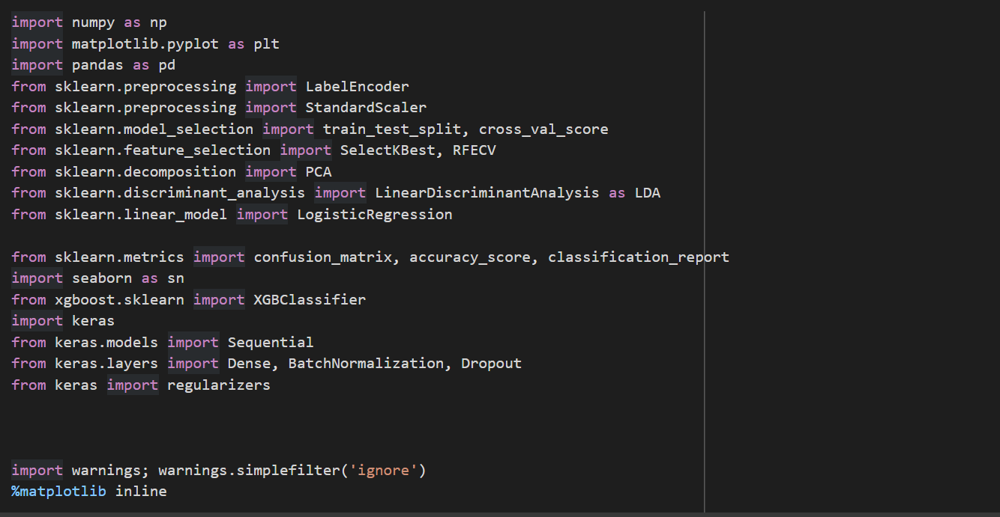 import numpy as np
import matplotlib.pyplot as plt
import pandas as pd
from sklearn.preprocessing import LabelEncoder
from sklearn.preprocessing import StandardScaler
from sklearn.model_selection import train_test_split, cross_val_score
from sklearn.feature_selection import SelectKBest, RFECV
from sklearn.decomposition import PCA
from sklearn.discriminant_analysis import LinearDiscriminantAnalysis as LDA
from sklearn.linear_model import LogisticRegression
from sklearn.metrics import confusion_matrix, accuracy_score, classification_report
import seaborn as sn
from xgboost.sklearn import XGBClassifier
import keras
from keras.models import Sequential
from keras.layers import Dense, BatchNormalization, Dropout
from keras import regularizers
import warnings; warnings.simplefilter('ignore')
%matplotlib inline